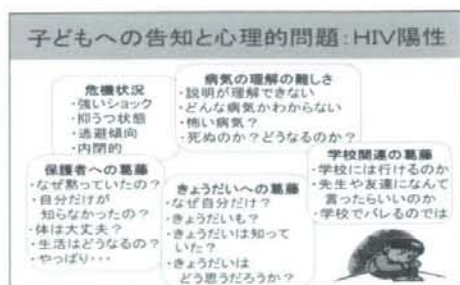 子どもへの告知と心理的問題:HIV陽性
危機状況
・強いショック
・抑うつ状態
・逃避傾向
・内閉的
病気の理解の難しさ
・説明が理解できない
・どんな病気かわからない
・怖い病気?
・死ぬのか?どうなるのか?
保護者への葛藤
・なぜ黙っていたの?
・自分だけが
知らなかったの?
・体は大丈夫?
・生活はどうなるの?
・やっぱり・・・
きょうだいへの葛藤
・なぜ自分だけ?
・きょうだいも?
・きょうだいは知って
いた?
・きょうだいは
どう思うだろうか?
学校関連の葛藤
・学校には行けるのか
・先生や友達になんて
言ったらいいのか
・学校でバレるのでは